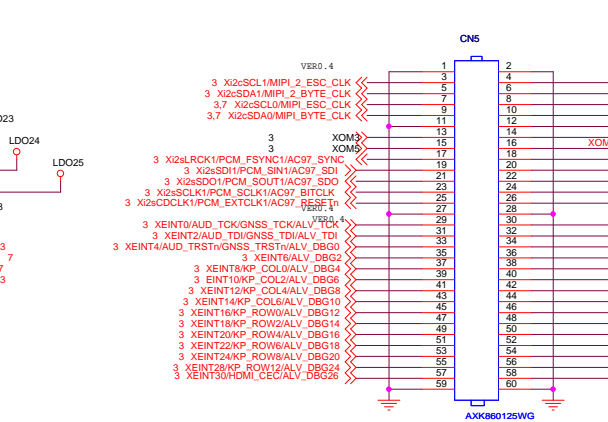 CN5
VER0.4
3 Xi2cSCL1/MIPI_2_ESC_CLK
3 Xi2cSDA1/MIPI_2_BYTE_CLK
3,7 Xi2cSCL0/MIPI_ESC_CLK
3,7 Xi2cSDA0/MIPI_BYTE_CLK
3 XOM3
3 XOM5
3 Xi2sLRCK1/PCM_FSYNC1/AC97_SYNC
3 Xi2sSDI1/PCM_SIN1/AC97_SDI
3 Xi2sSDO1/PCM_SOUT1/AC97_SDO
3 Xi2sSCLK1/PCM_SCLK1/AC97_BITCLK
3 Xi2sCDCLK1/PCM_EXTCLK1/AC97_RESETn
VER0.4
VER0.4
3 XEINT0/AUD_TCK/GNSS_TCK/ALV_TCK
3 XEINT2/AUD_TDI/GNSS_TDI/ALV_TDI
3 XEINT4/AUD_TRSTn/GNSS_TRSTn/ALV_DBG0
3 XEINT6/ALV_DBG2
3 XEINT8/KP_COL0/ALV_DBG4
3 EINT10/KP_COL2/ALV_DBG6
3 XEINT12/KP_COL4/ALV_DBG8
3 XEINT14/KP_COL6/ALV_DBG10
3 XEINT16/KP_ROW0/ALV_DBG12
3 XEINT18/KP_ROW2/ALV_DBG14
3 XEINT20/KP_ROW4/ALV_DBG16
3 XEINT22/KP_ROW6/ALV_DBG18
3 XEINT24/KP_ROW8/ALV_DBG20
3 XEINT28/KP_ROW12/ALV_DBG24
3 XEINT30/HDMI_CEC/ALV_DBG26
1 2
3 4
5 6
7 8
9 10
11 12
13 14
15 16
17 18
19 20
21 22
23 24
25 26
27 28
29 30
31 32
33 34
35 36
37 38
39 40
41 42
43 44
45 46
47 48
49 50
51 52
53 54
55 56
57 58
59 60
AXK860125WG
LDO24
LDO25
3
7
7
3